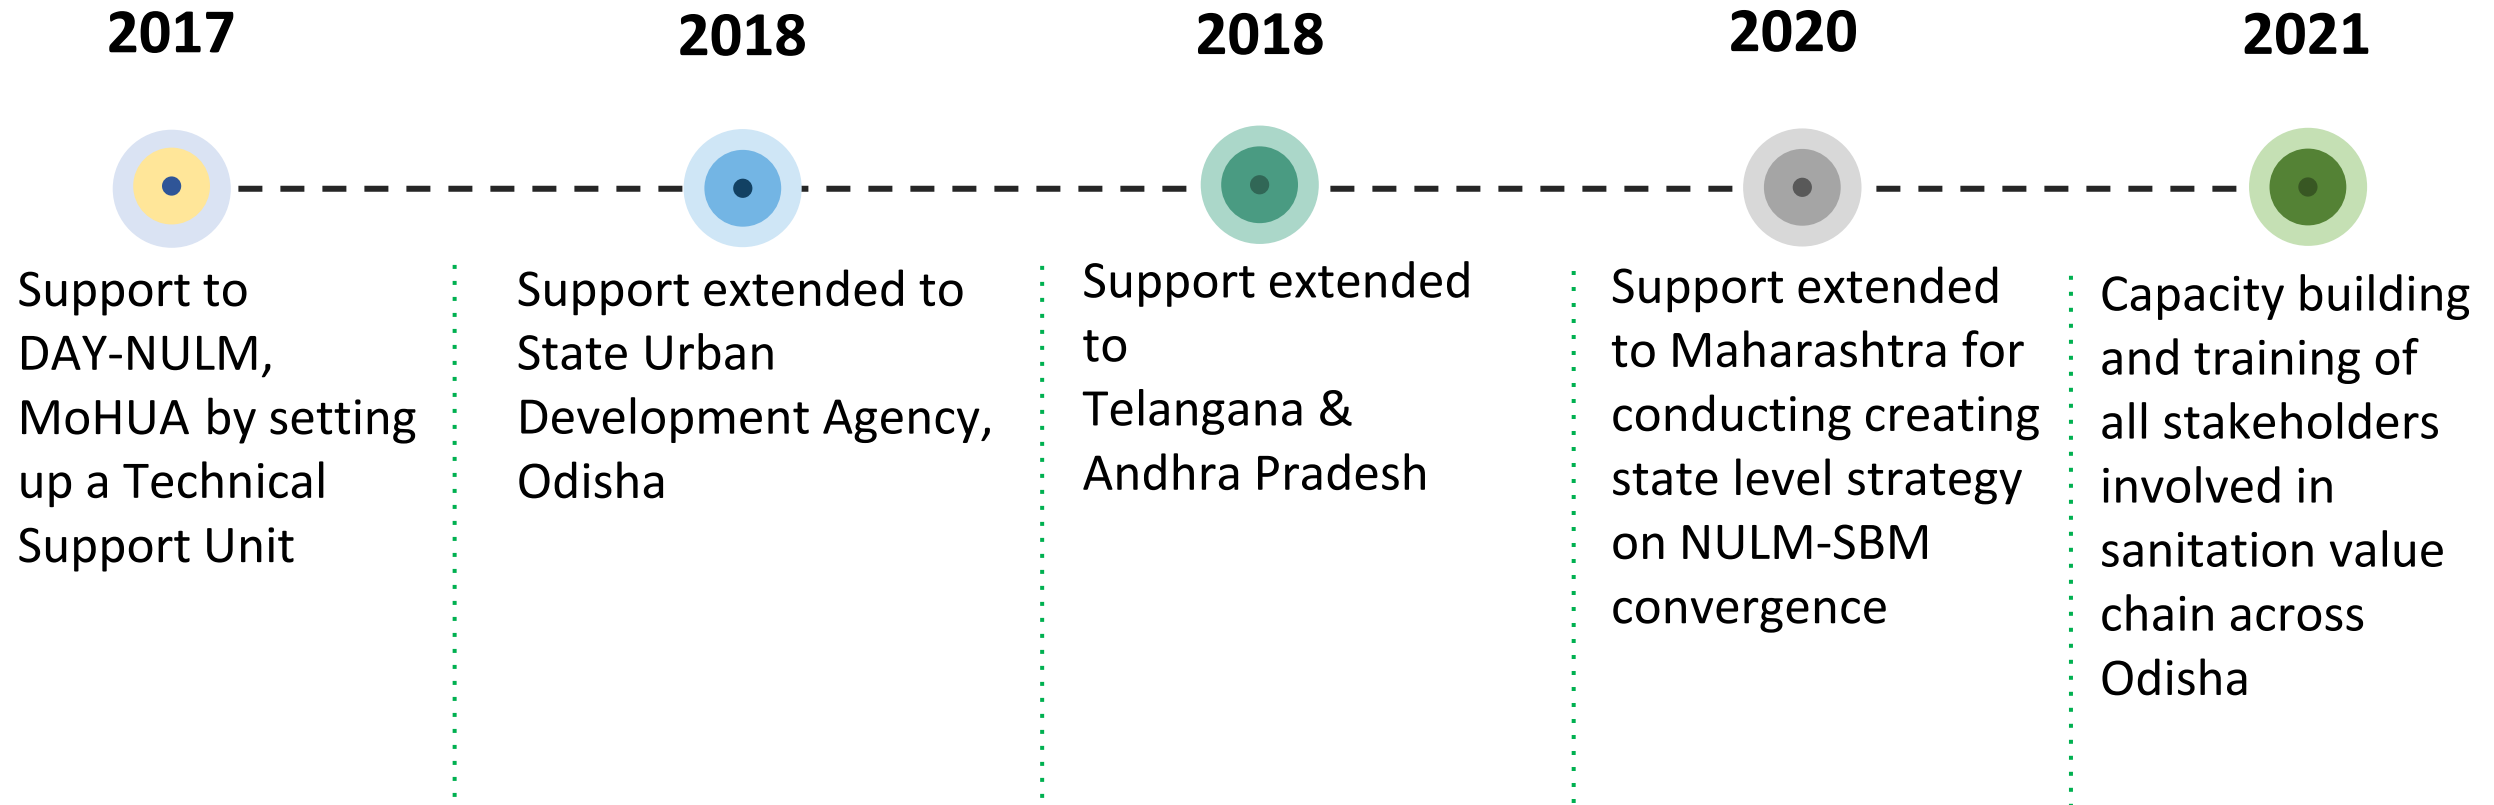 2017
Support to
DAY-NULM,
MoHUA by setting
up a Technical
Support Unit
2018
Support extended to
State Urban
Development Agency,
Odisha
2018
Support extended
to
Telangana &
Andhra Pradesh
2020
Support extended
to Maharashtra for
conducting creating
state level strategy
on NULM-SBM
convergence
2021
Capacity building
and training of
all stakeholders
involved in
sanitation value
chain across
Odisha